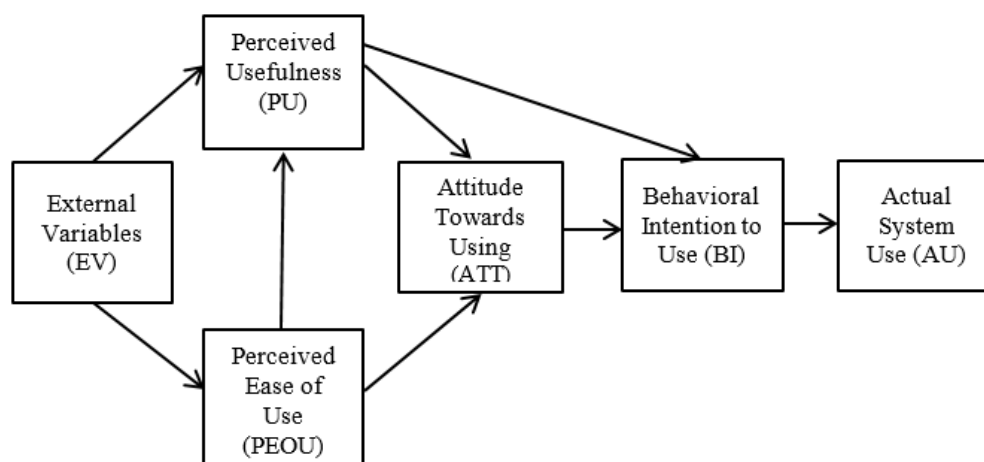 Perceived
Usefulness
(PU)
External
Variables
(EV)
Attitude
Towards
Using
(ATT)
Behavioral
Intention to
Use (BI)
Actual
System
Use (AU)
Perceived
Ease of
Use
(PEOU)